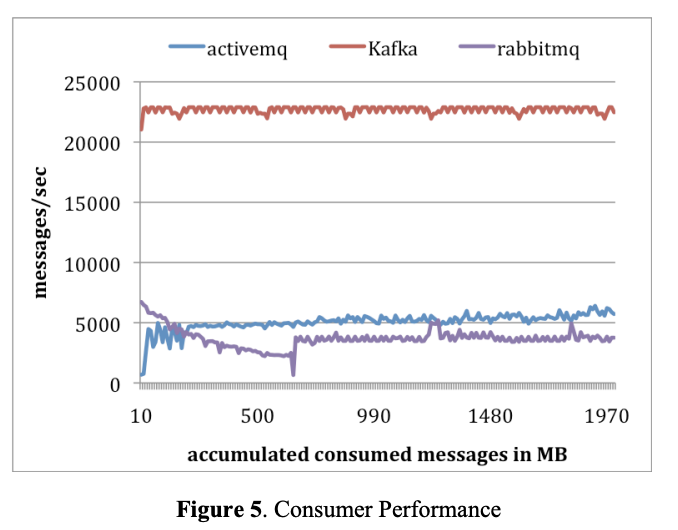 activemq Kafka rabbitmq
25000
20000
15000
10000
5000
0
messages/sec
10 500 990 1480 1970
accumulated consumed messages in MB
Figure 5. Consumer Performance